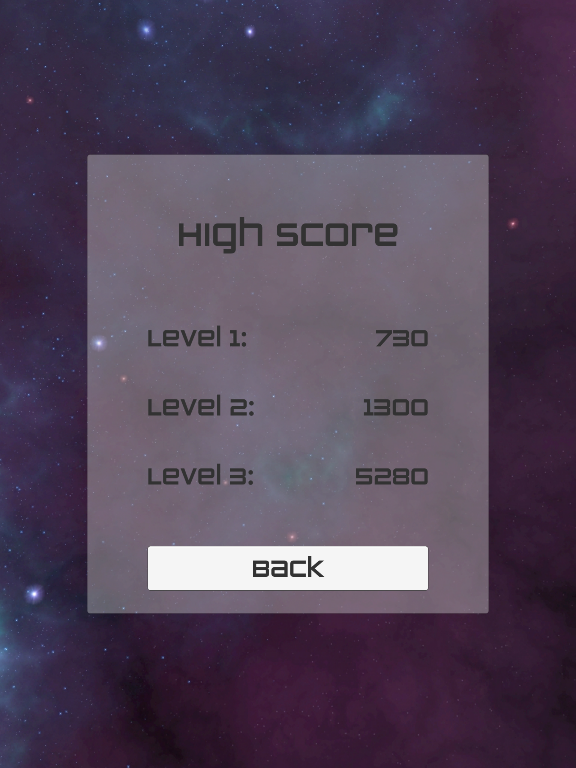 High Score
Level 1: 730
Level 2: 1300
Level 3: 5280
Back